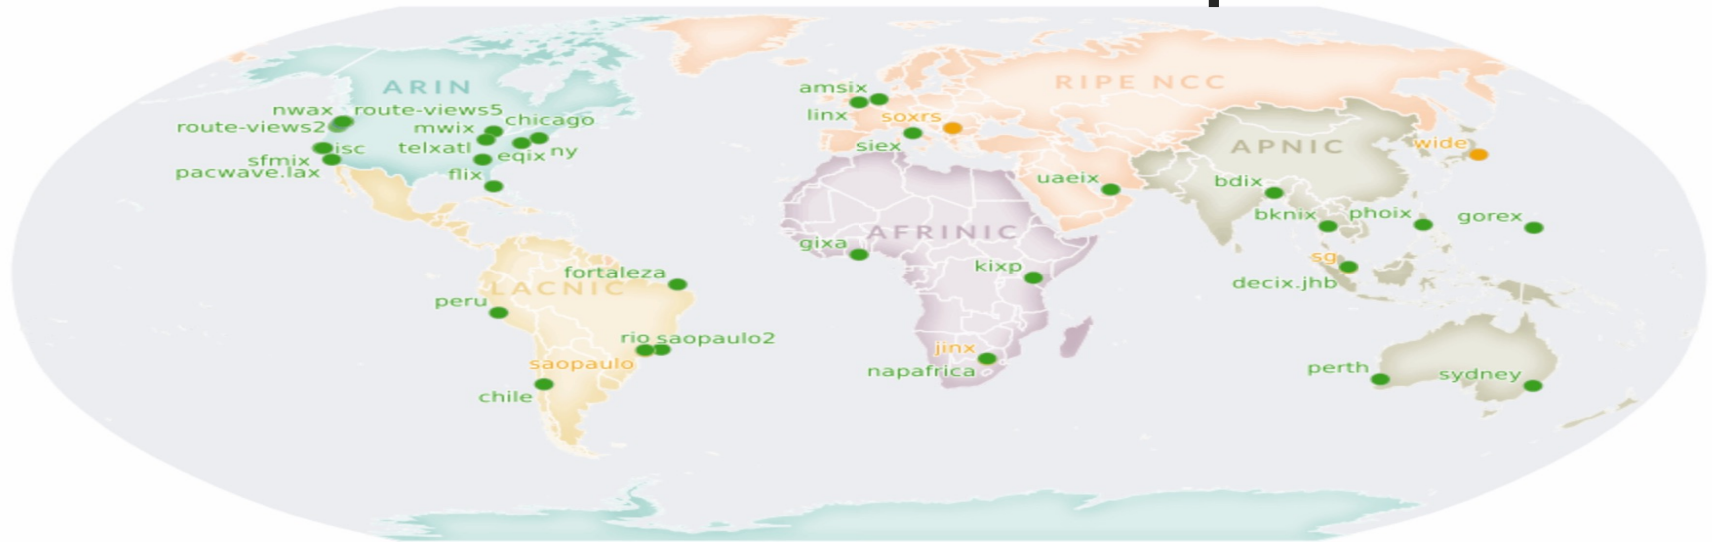 ARIN
RIPE NCC
APNIC
AFRINIC
LACNIC
nwax
route-views5
route-views2
mwix
chicago
isc
telxatl
eqix
ny
sfmix
pacwave.lax
flix
amsix
linx
soxrs
siex
uaeix
wide
bdix
bknix
phoix
gorex
sg
decix.jhb
gixa
kixp
fortaleza
peru
rio
saopaulo2
saopaulo
chile
jinx
napafrica
perth
sydney